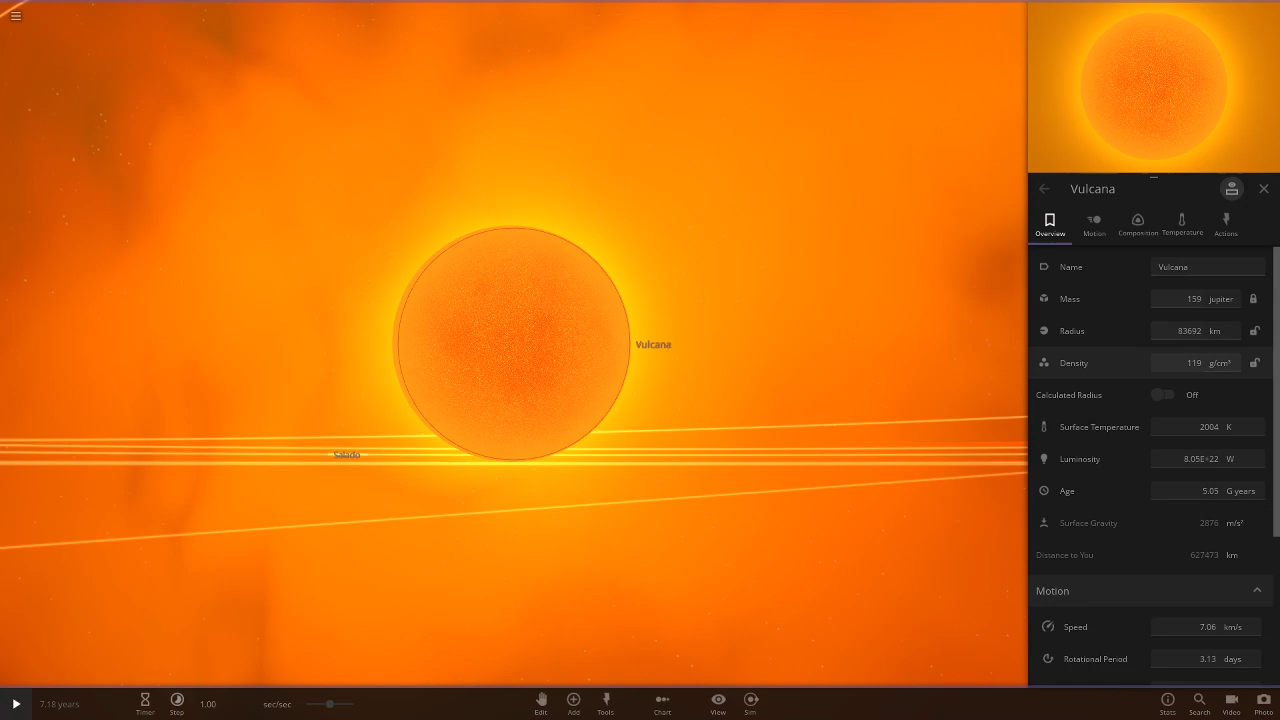 Vulcana
Overview
Motion
Composition
Temperature
Actions
Name Vulcana
Mass 159 jupiter
Radius 83692 km
Density 119 g/cm³
Calculated Radius Off
Surface Temperature 2004 K
Luminosity 8.05E+22 W
Age 5.05 G years
Surface Gravity 2876 m/s²
Distance to You 627473 km
Motion
Speed 7.06 km/s
Rotational Period 3.13 days
Vulcana
Salado
7.18 years
Timer
Step
1.00 sec/sec
Edit
Add
Tools
Chart
View
Sim
Stats
Search
Video
Photo